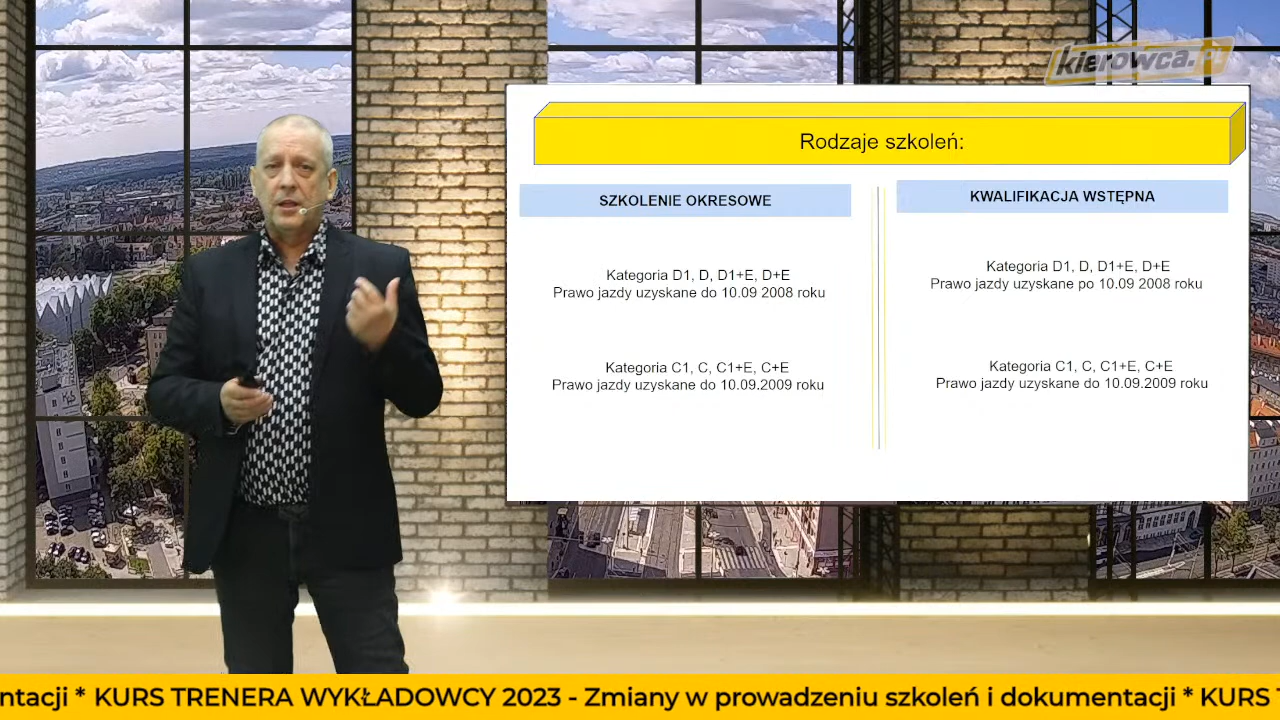 kierowca.pl
Rodzaje szkoleń:
SZKOLENIE OKRESOWE
Kategoria D1, D, D1+E, D+E
Prawo jazdy uzyskane do 10.09 2008 roku
Kategoria C1, C, C1+E, C+E
Prawo jazdy uzyskane do 10.09.2009 roku
KWALIFIKACJA WSTĘPNA
Kategoria D1, D, D1+E, D+E
Prawo jazdy uzyskane po 10.09 2008 roku
Kategoria C1, C, C1+E, C+E
Prawo jazdy uzyskane do 10.09.2009 roku
ntacji * KURS TRENERA WYKŁADOWCY 2023 - Zmiany w prowadzeniu szkoleń i dokumentacji * KURS T